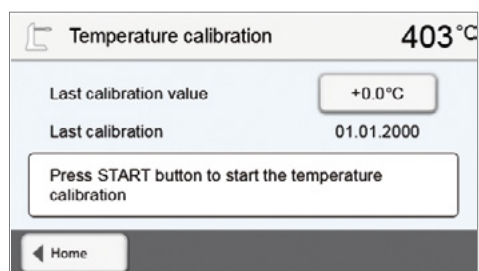 Temperature calibration 403°C
Last calibration value +0.0°C
Last calibration 01.01.2000
Press START button to start the temperature
calibration
Home